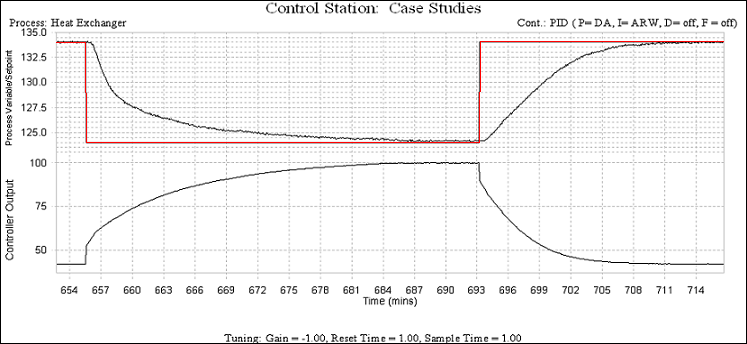 Control Station: Case Studies
Process: Heat Exchanger
Cont.: PID ( P= DA, I= ARW, D= off, F = off)
Process Variable/Setpoint
135.0
132.5
130.0
127.5
125.0
Controller Output
100
75
50
654 657 660 663 666 669 672 675 678 681 684 687 690 693 696 699 702 705 708 711 714
Time (mins)
Tuning: Gain = -1.00, Reset Time = 1.00, Sample Time = 1.00